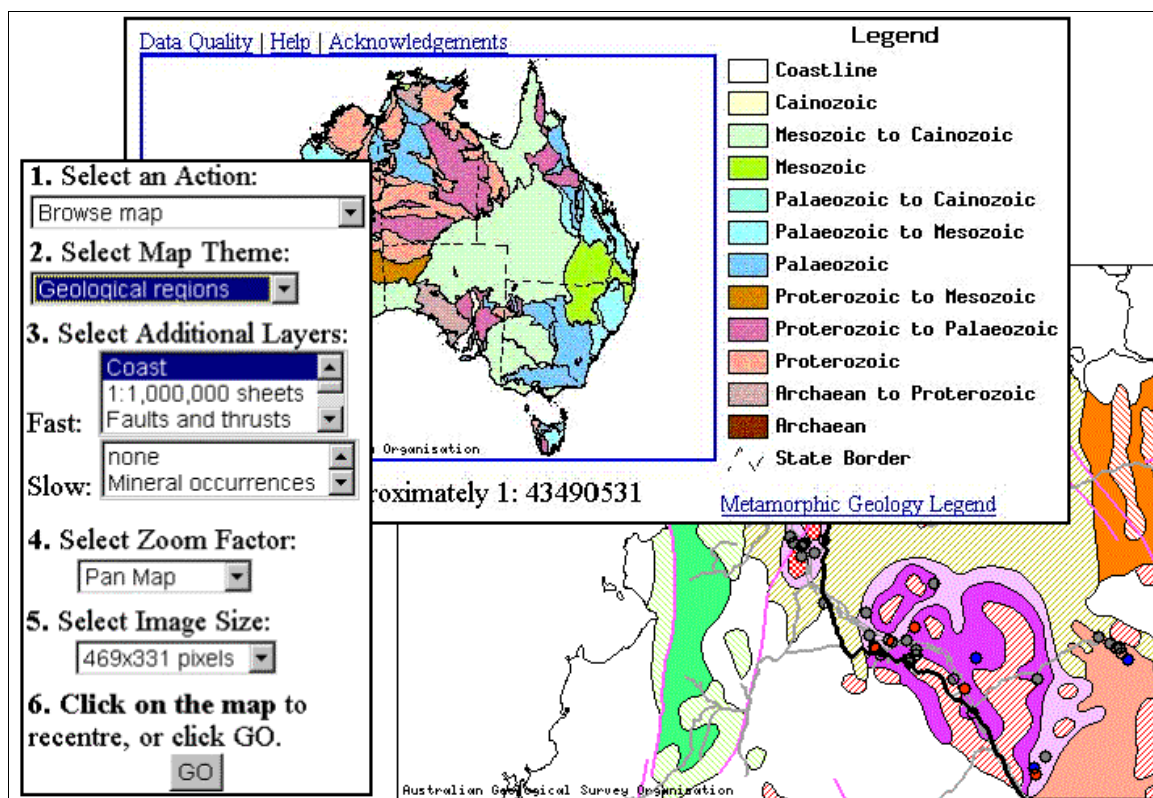 Data Quality | Help | Acknowledgements
Legend
Coastline
Cainozoic
Mesozoic to Cainozoic
Mesozoic
Palaeozoic to Cainozoic
Palaeozoic to Mesozoic
Palaeozoic
Proterozoic to Mesozoic
Proterozoic to Palaeozoic
Proterozoic
Archaean to Proterozoic
Archaean
State Border
Metamorphic Geology Legend
Organisation
roximately 1: 43490531
1. Select an Action:
Browse map
2. Select Map Theme:
Geological regions
3. Select Additional Layers:
Coast
1:1,000,000 sheets
Fast:
Faults and thrusts
none
Slow:
Mineral occurrences
4. Select Zoom Factor:
Pan Map
5. Select Image Size:
469x331 pixels
6. Click on the map to
recentre, or click GO.
GO
Australian Geological Survey Organisation